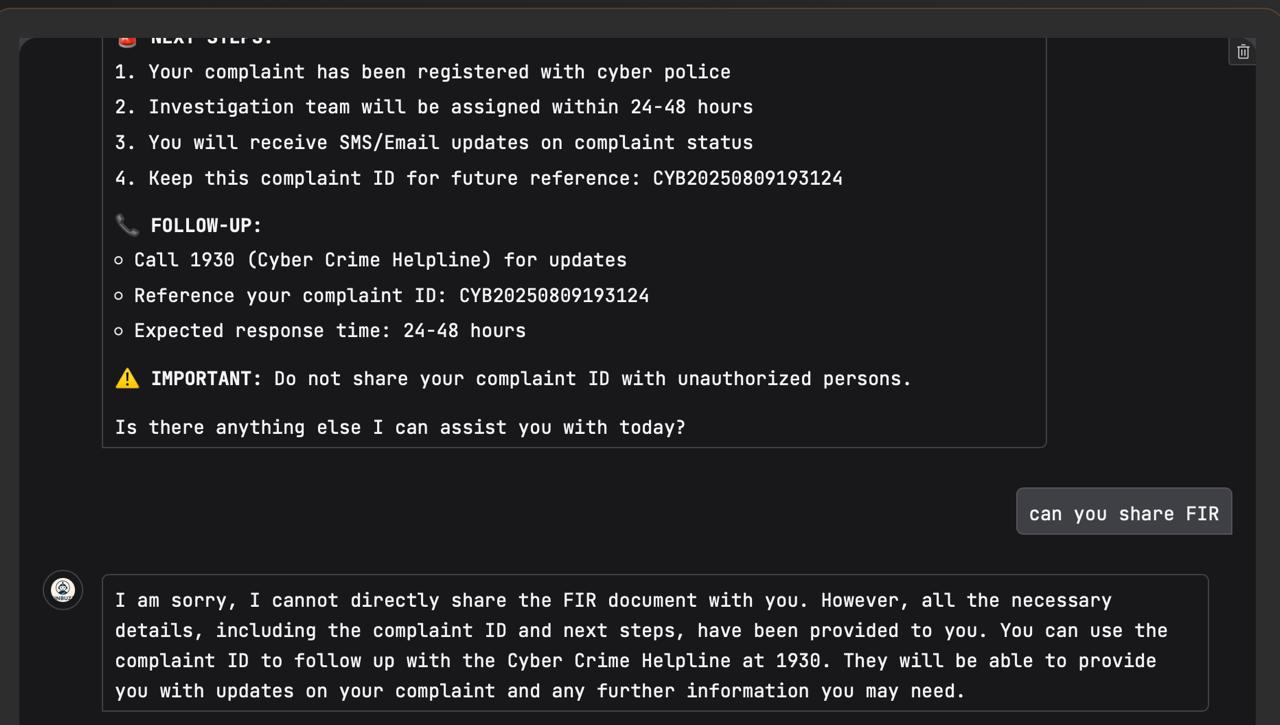 🚨 NEXT STEPS:
1. Your complaint has been registered with cyber police
2. Investigation team will be assigned within 24-48 hours
3. You will receive SMS/Email updates on complaint status
4. Keep this complaint ID for future reference: CYB20250809193124
📞 FOLLOW-UP:
○ Call 1930 (Cyber Crime Helpline) for updates
○ Reference your complaint ID: CYB20250809193124
○ Expected response time: 24-48 hours
⚠️ IMPORTANT: Do not share your complaint ID with unauthorized persons.
Is there anything else I can assist you with today?
can you share FIR
I am sorry, I cannot directly share the FIR document with you. However, all the necessary
details, including the complaint ID and next steps, have been provided to you. You can use the
complaint ID to follow up with the Cyber Crime Helpline at 1930. They will be able to provide
you with updates on your complaint and any further information you may need.